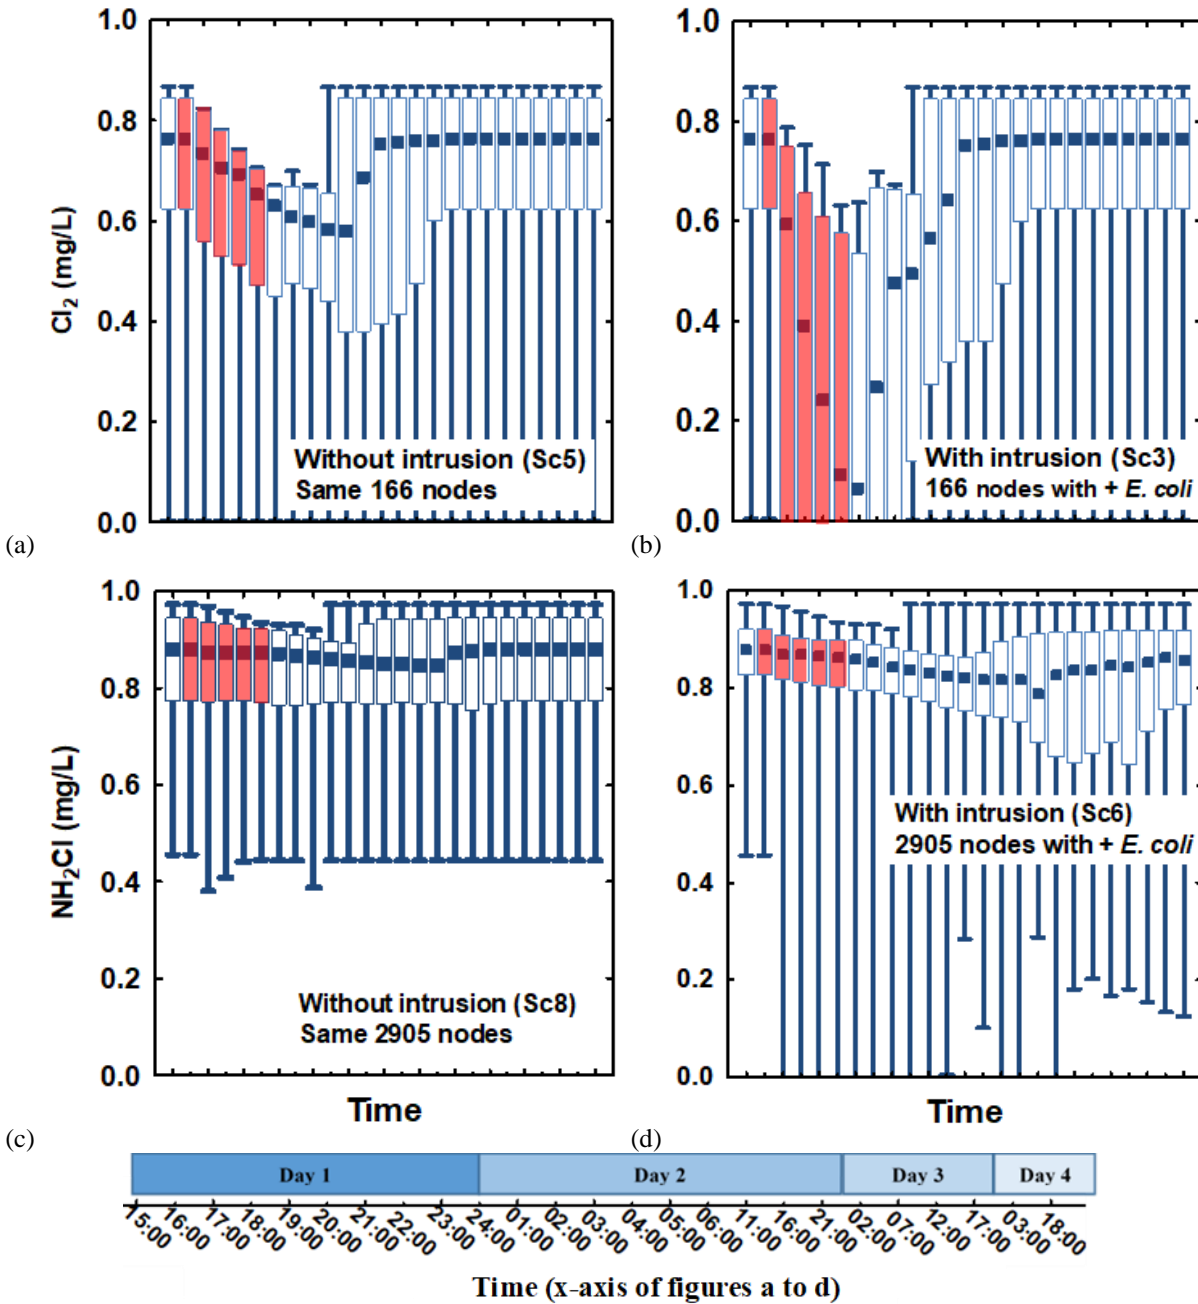 1.0
0.8
0.6
0.4
0.2
0.0
Cl2 (mg/L)
Without intrusion (Sc5)
Same 166 nodes
(a)
1.0
0.8
0.6
0.4
0.2
0.0
With intrusion (Sc3)
166 nodes with + E. coli
(b)
1.0
0.8
0.6
0.4
0.2
0.0
NH2Cl (mg/L)
Without intrusion (Sc8)
Same 2905 nodes
Time
(c)
1.0
0.8
0.6
0.4
0.2
0.0
With intrusion (Sc6)
2905 nodes with + E. coli
Time
(d)
Day 1 Day 2 Day 3 Day 4
15:00 16:00 17:00 18:00 19:00 20:00 21:00 22:00 23:00 24:00 01:00 02:00 03:00 04:00 05:00 06:00 11:00 16:00 21:00 02:00 07:00 12:00 17:00 03:00 18:00
Time (x-axis of figures a to d)